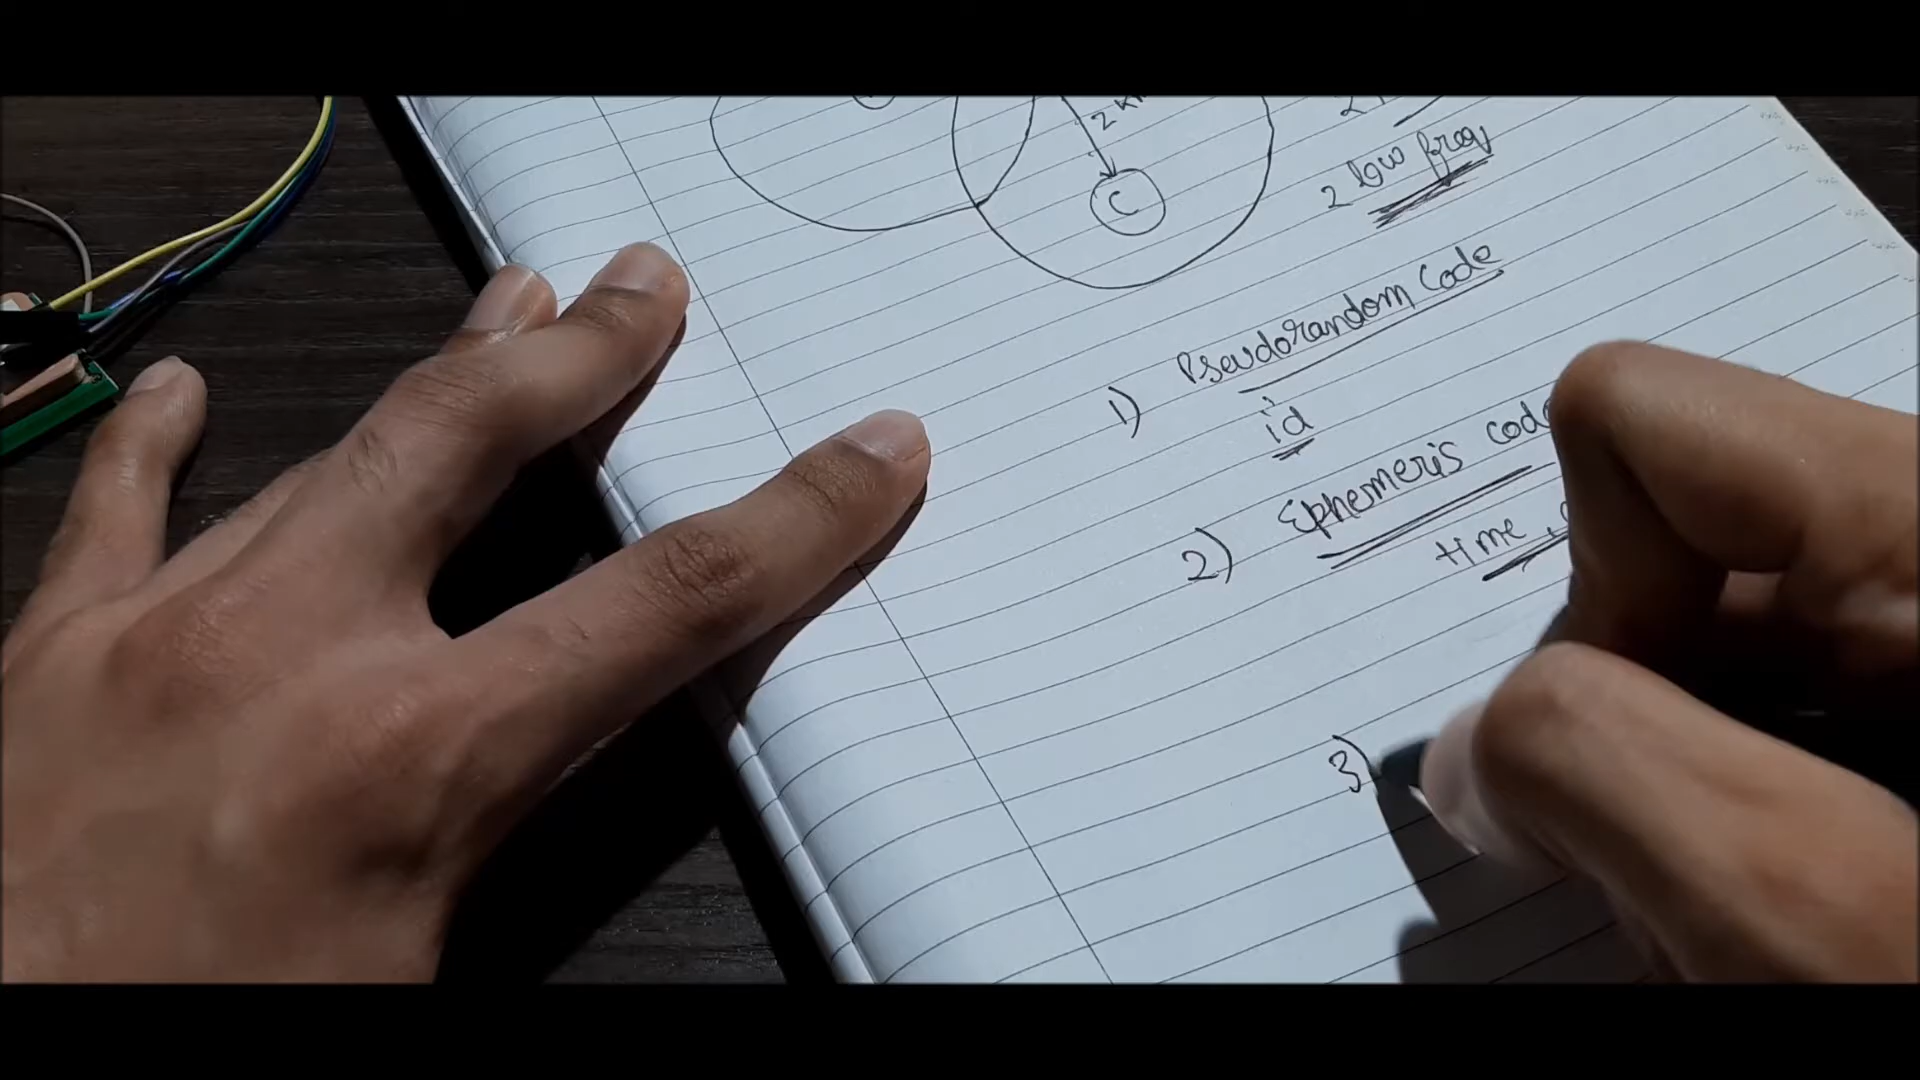 2 km
C
2 low freq
1) Pseudorandom Code
id
2) Ephemeris code
time,
3)